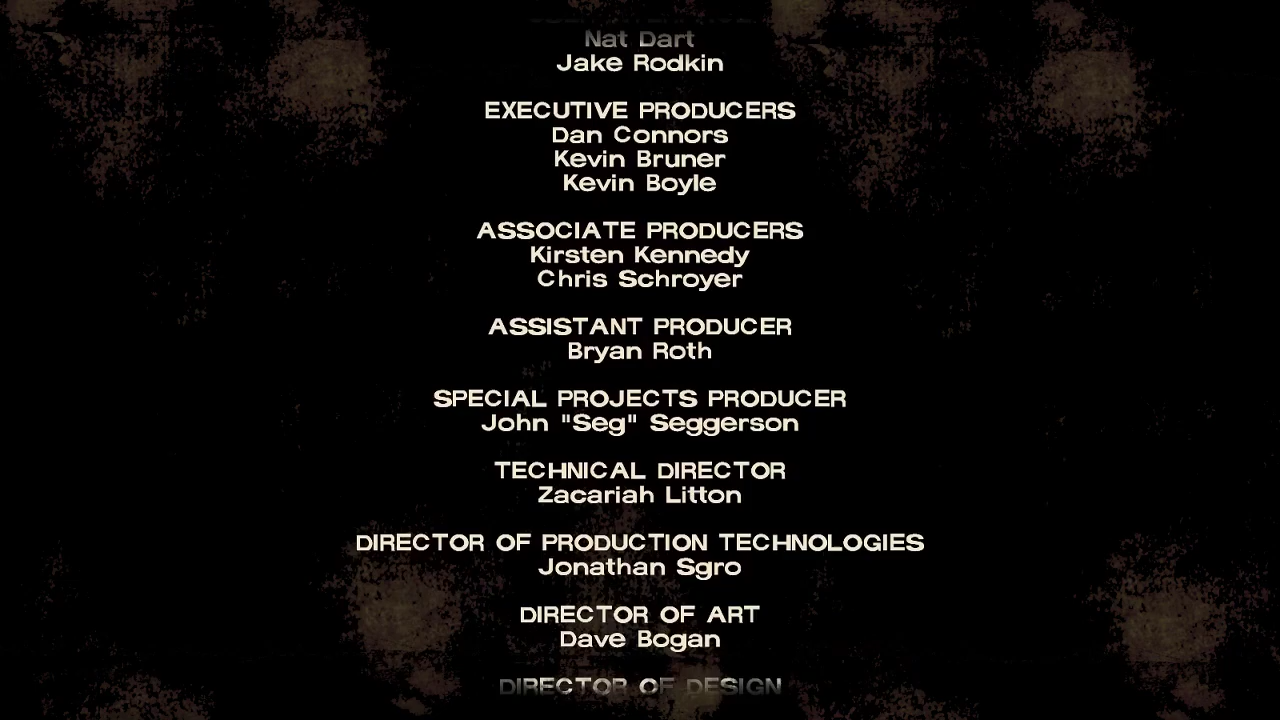 Nat Dart
Jake Rodkin
EXECUTIVE PRODUCERS
Dan Connors
Kevin Bruner
Kevin Boyle
ASSOCIATE PRODUCERS
Kirsten Kennedy
Chris Schroyer
ASSISTANT PRODUCER
Bryan Roth
SPECIAL PROJECTS PRODUCER
John "Seg" Seggerson
TECHNICAL DIRECTOR
Zacariah Litton
DIRECTOR OF PRODUCTION TECHNOLOGIES
Jonathan Sgro
DIRECTOR OF ART
Dave Bogan
DIRECTOR OF DESIGN